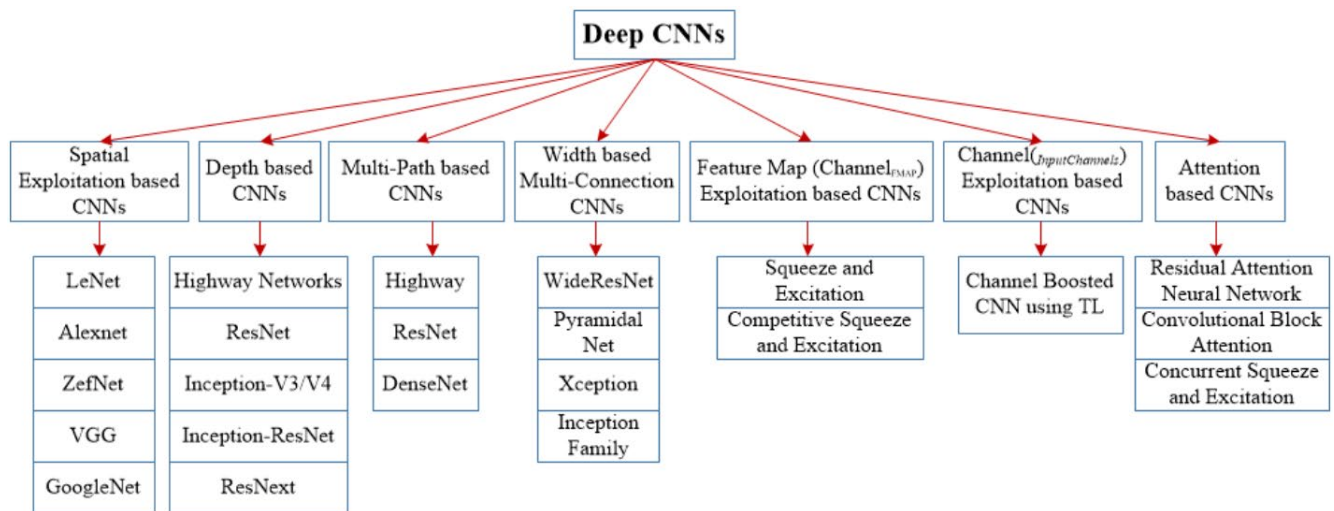 Deep CNNs
Spatial
Exploitation based
CNNs
Depth based
CNNs
Multi-Path based
CNNs
Width based
Multi-Connection
CNNs
Feature Map (ChannelFMAP)
Exploitation based CNNs
Channel(InputChannels)
Exploitation based
CNNs
Attention
based CNNs
LeNet
Alexnet
ZefNet
VGG
GoogleNet
Highway Networks
ResNet
Inception-V3/V4
Inception-ResNet
ResNext
Highway
ResNet
DenseNet
WideResNet
Pyramidal
Net
Xception
Inception
Family
Squeeze and
Excitation
Competitive Squeeze
and Excitation
Channel Boosted
CNN using TL
Residual Attention
Neural Network
Convolutional Block
Attention
Concurrent Squeeze
and Excitation